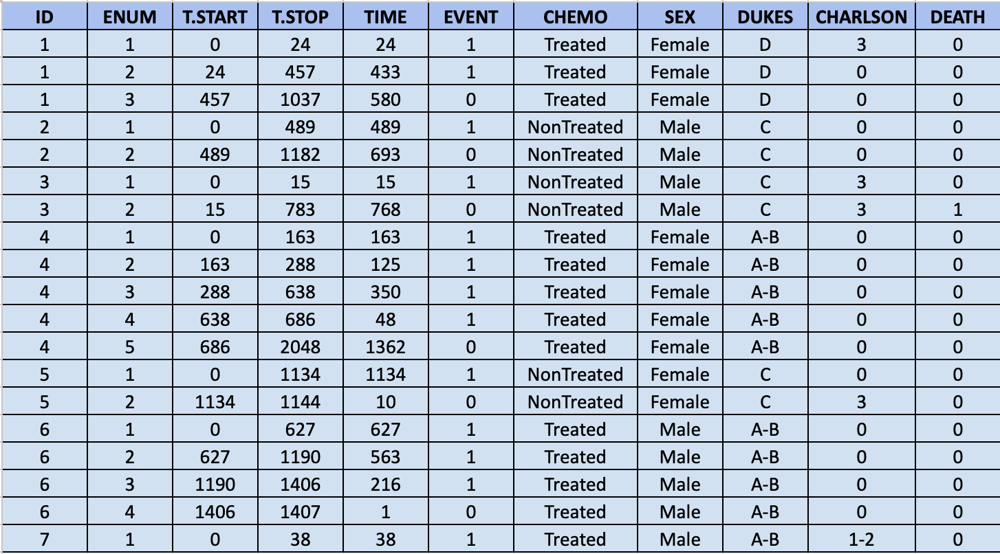 ID ENUM T.START T.STOP TIME EVENT CHEMO SEX DUKES CHARLSON DEATH
1 1 0 24 24 1 Treated Female D 3 0
1 2 24 457 433 1 Treated Female D 0 0
1 3 457 1037 580 0 Treated Female D 0 0
2 1 0 489 489 1 NonTreated Male C 0 0
2 2 489 1182 693 0 NonTreated Male C 0 0
3 1 0 15 15 1 NonTreated Male C 3 0
3 2 15 783 768 0 NonTreated Male C 3 1
4 1 0 163 163 1 Treated Female A-B 0 0
4 2 163 288 125 1 Treated Female A-B 0 0
4 3 288 638 350 1 Treated Female A-B 0 0
4 4 638 686 48 1 Treated Female A-B 0 0
4 5 686 2048 1362 0 Treated Female A-B 0 0
5 1 0 1134 1134 1 NonTreated Female C 0 0
5 2 1134 1144 10 0 NonTreated Female C 3 0
6 1 0 627 627 1 Treated Male A-B 0 0
6 2 627 1190 563 1 Treated Male A-B 0 0
6 3 1190 1406 216 1 Treated Male A-B 0 0
6 4 1406 1407 1 0 Treated Male A-B 0 0
7 1 0 38 38 1 Treated Male A-B 1-2 0